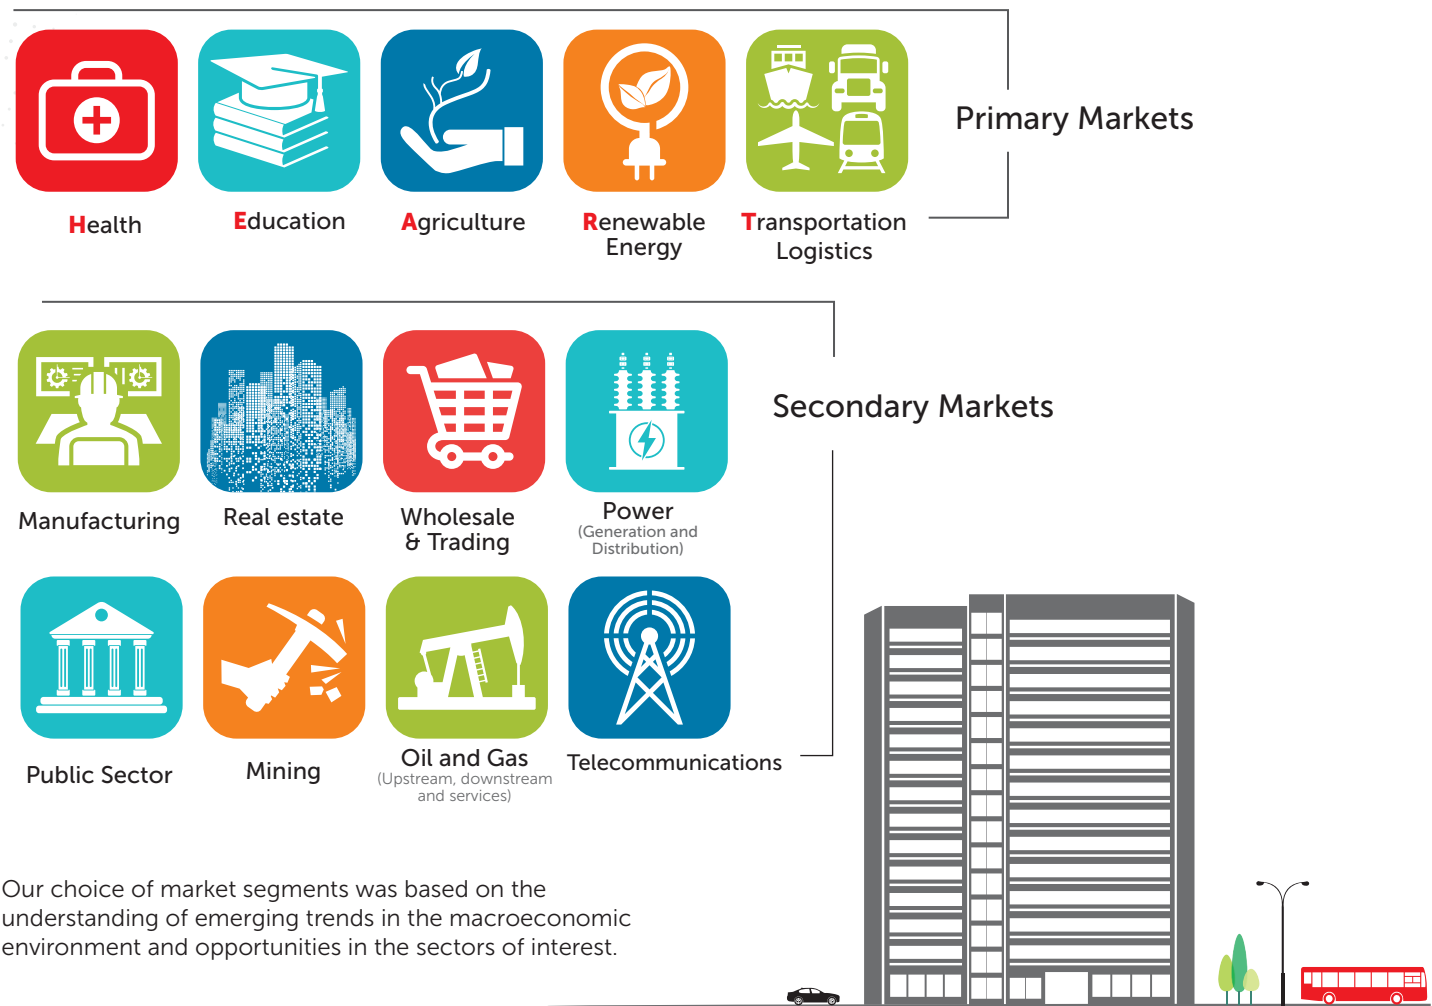 Primary Markets
Health
Education
Agriculture
Renewable
Energy
Transportation
Logistics
Secondary Markets
Manufacturing
Real estate
Wholesale
& Trading
Power
(Generation and
Distribution)
Public Sector
Mining
Oil and Gas
(Upstream, downstream
and services)
Telecommunications
Our choice of market segments was based on the
understanding of emerging trends in the macroeconomic
environment and opportunities in the sectors of interest.